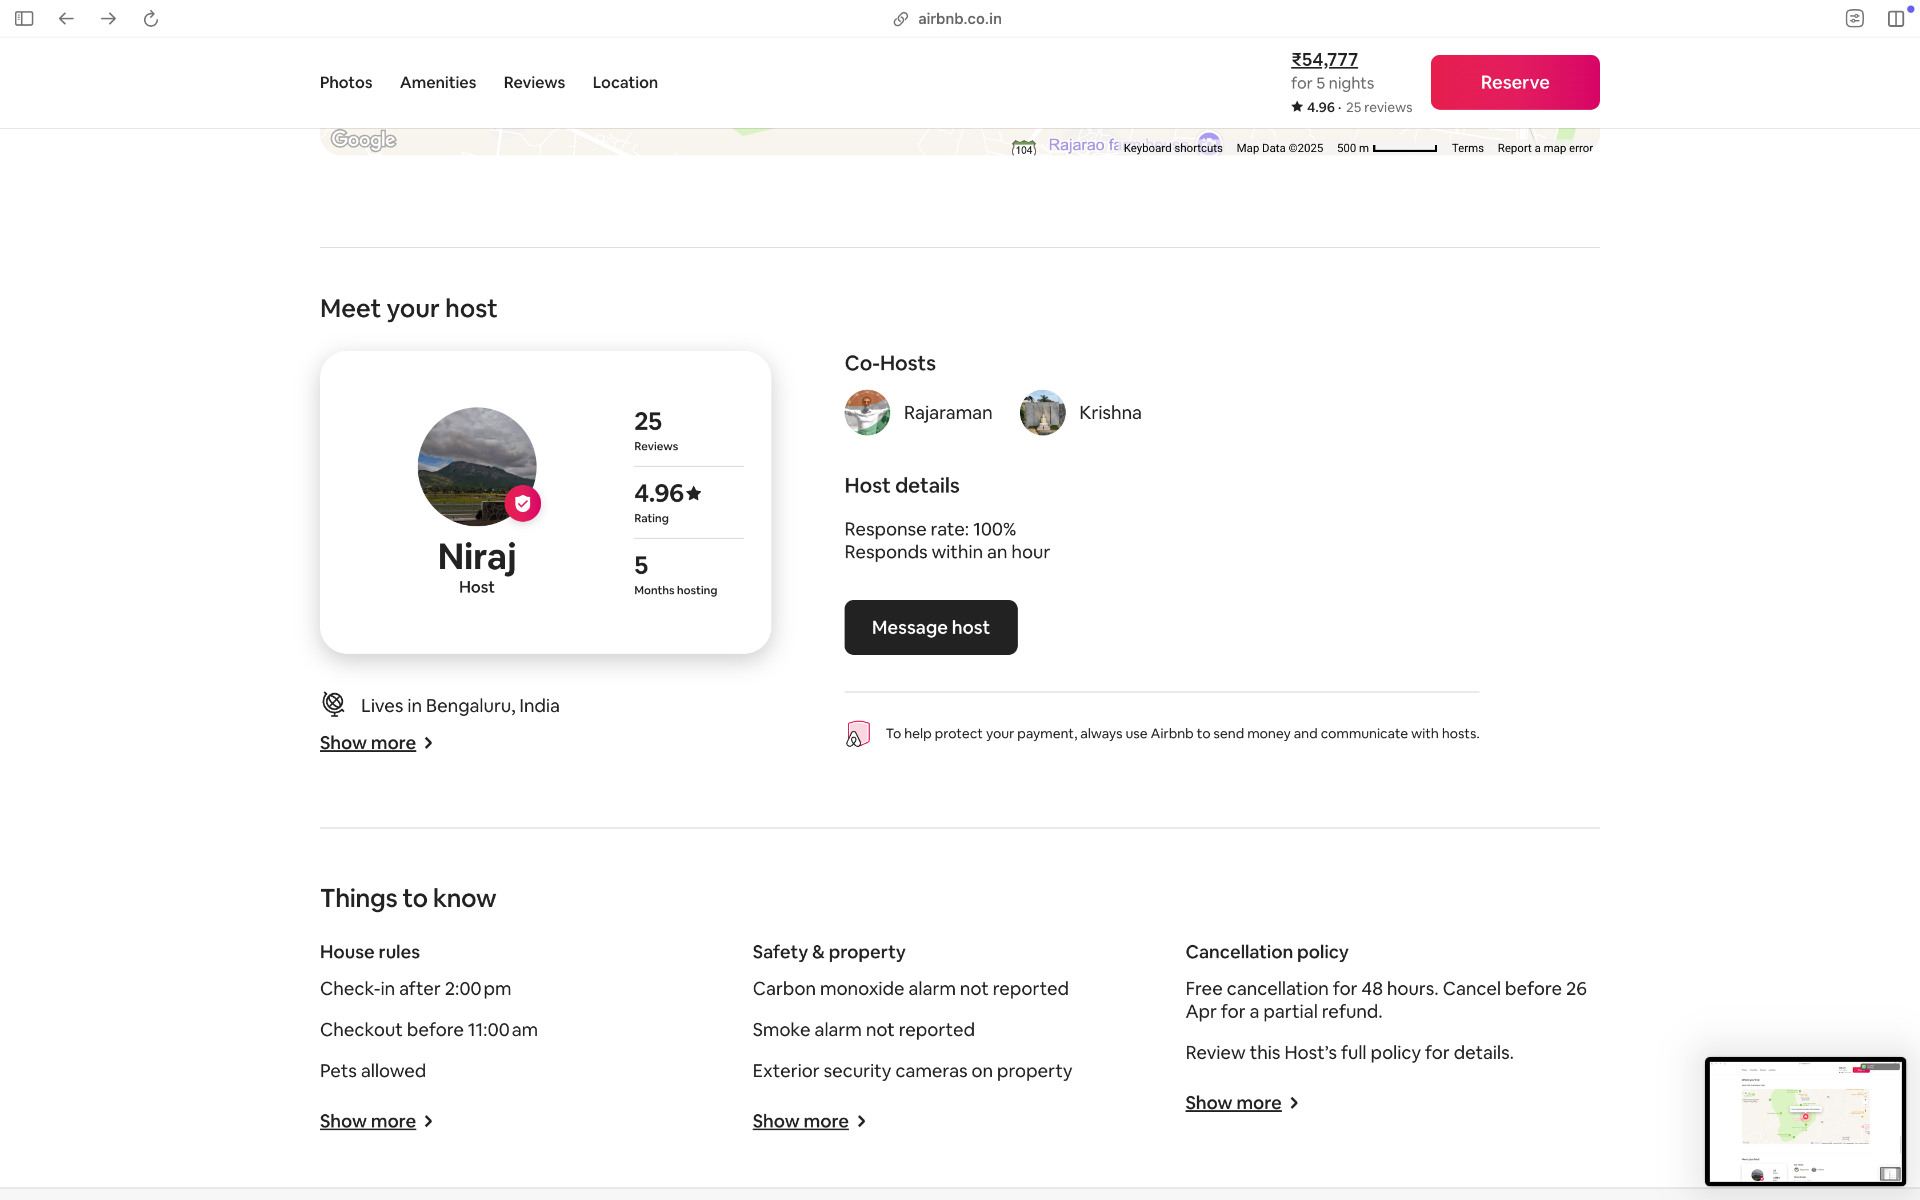 airbnb.co.in
Photos
Amenities
Reviews
Location
₹54,777
for 5 nights
★ 4.96 · 25 reviews
Reserve
Google
104
Rajarao fa
Keyboard shortcuts
Map Data ©2025
500 m
Terms
Report a map error
Meet your host
25
Reviews
4.96★
Rating
5
Months hosting
Niraj
Host
Lives in Bengaluru, India
Show more
Co-Hosts
Rajaraman
Krishna
Host details
Response rate: 100%
Responds within an hour
Message host
To help protect your payment, always use Airbnb to send money and communicate with hosts.
Things to know
House rules
Check-in after 2:00 pm
Checkout before 11:00 am
Pets allowed
Show more
Safety & property
Carbon monoxide alarm not reported
Smoke alarm not reported
Exterior security cameras on property
Show more
Cancellation policy
Free cancellation for 48 hours. Cancel before 26
Apr for a partial refund.
Review this Host’s full policy for details.
Show more